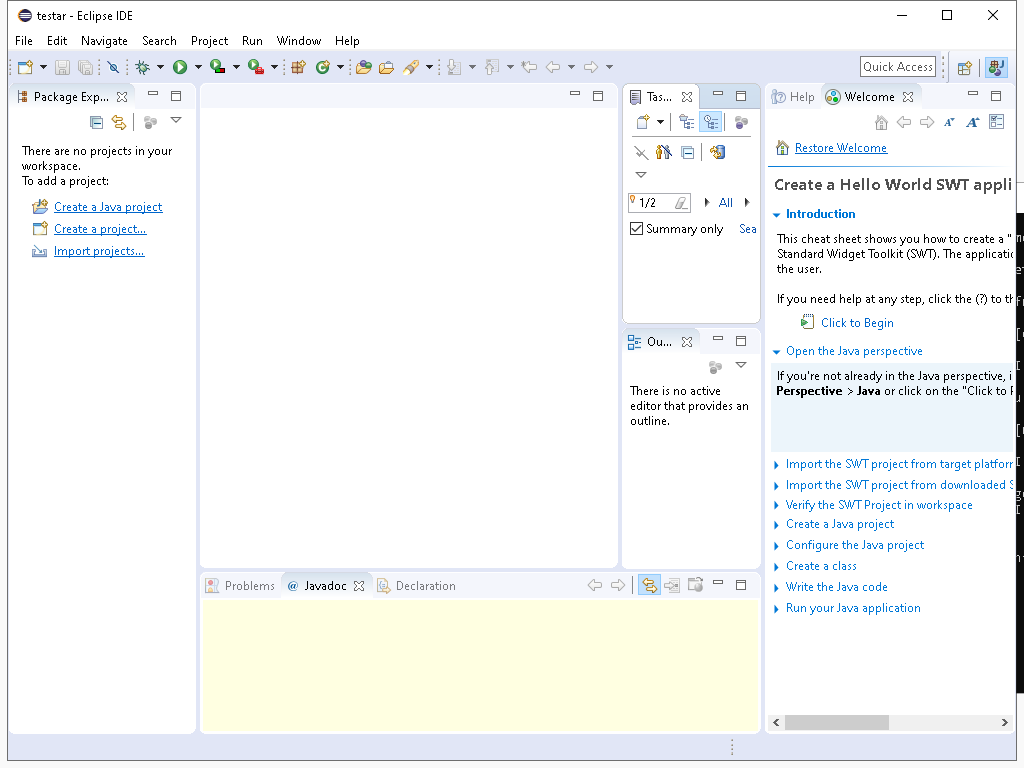 testar - Eclipse IDE
File Edit Navigate Search Project Run Window Help
Quick Access
Package Exp...
There are no projects in your
workspace.
To add a project:
Create a Java project
Create a project...
Import projects...
Tas...
1/2
All
Summary only
Sea
Ou...
There is no active
editor that provides an
outline.
Help
Welcome
Restore Welcome
Create a Hello World SWT appli
Introduction
This cheat sheet shows you how to create a "
Standard Widget Toolkit (SWT). The applicatio
the user.
If you need help at any step, click the (?) to th
Click to Begin
Open the Java perspective
If you're not already in the Java perspective, i
Perspective > Java or click on the "Click to P
Import the SWT project from target platform
Import the SWT project from downloaded S
Verify the SWT Project in workspace
Create a Java project
Configure the Java project
Create a class
Write the Java code
Run your Java application
Problems
@ Javadoc
Declaration